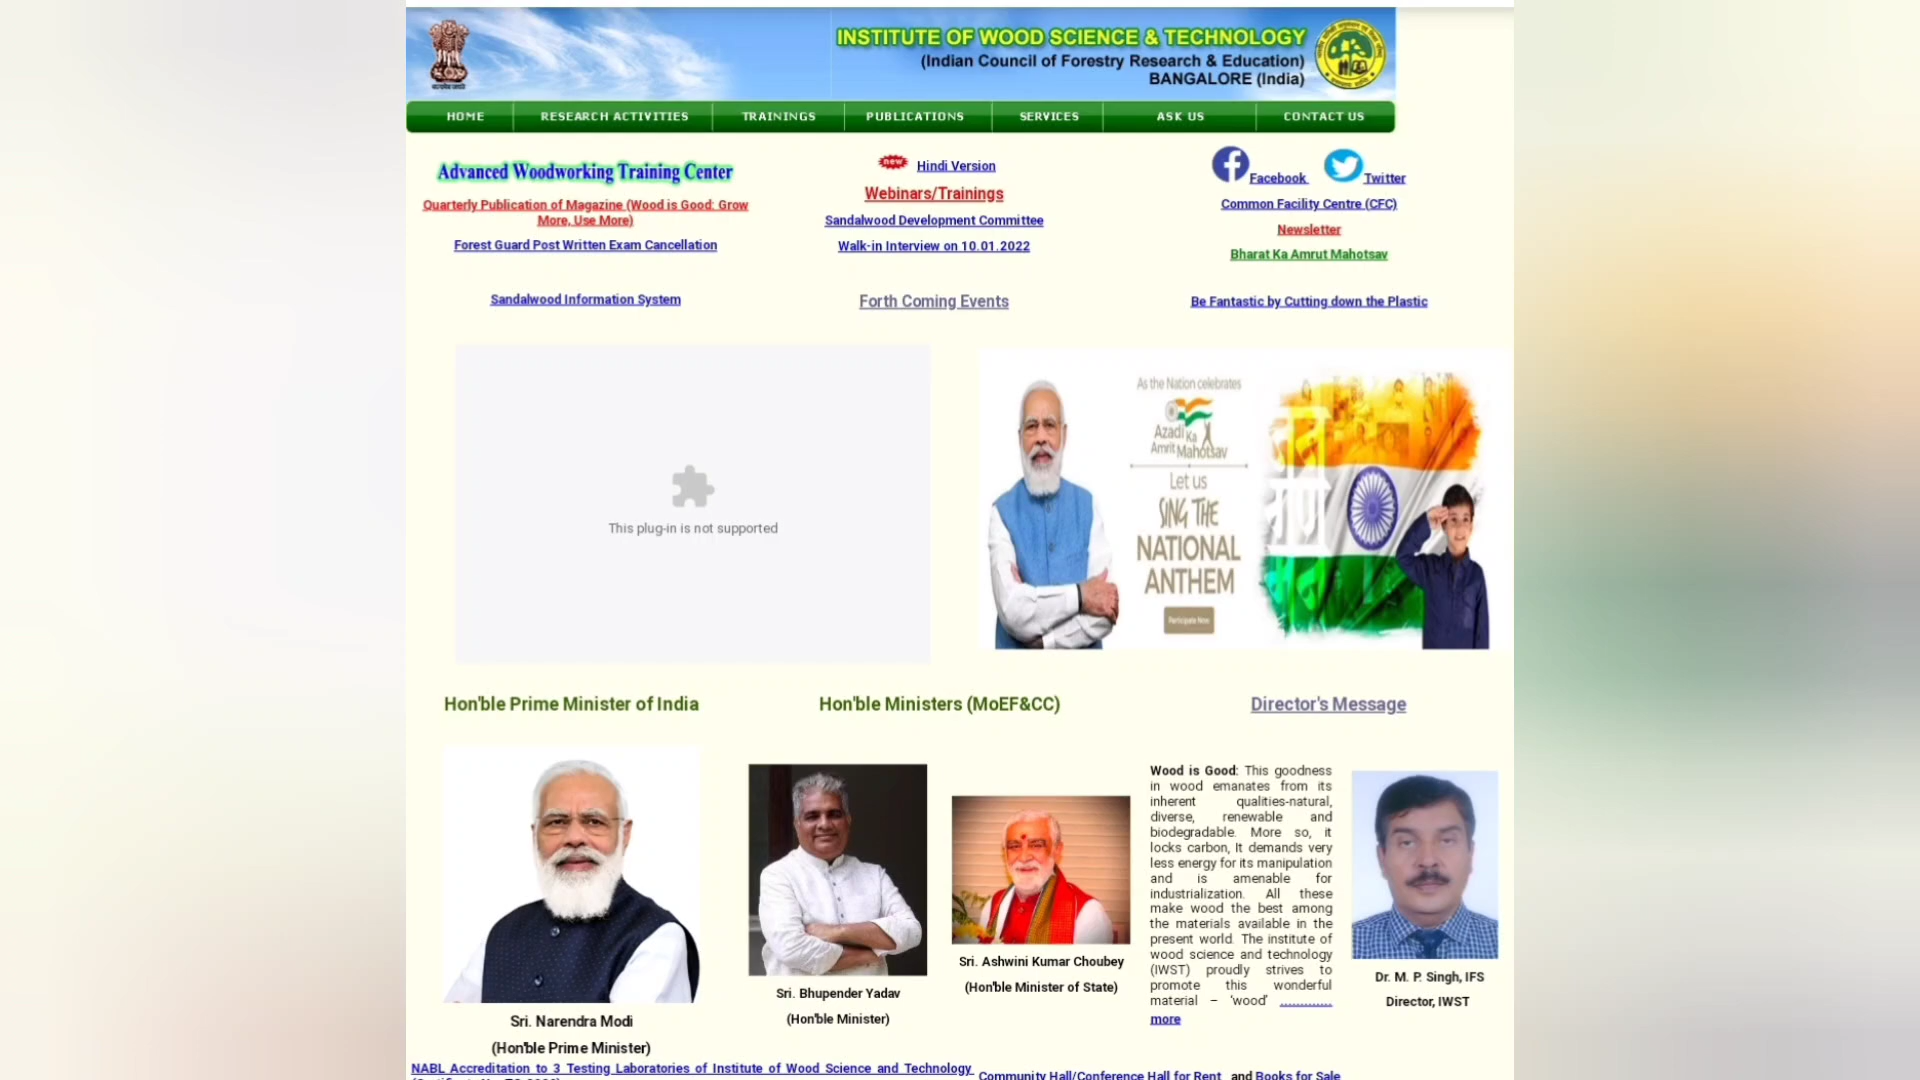 INSTITUTE OF WOOD SCIENCE & TECHNOLOGY
(Indian Council of Forestry Research & Education)
BANGALORE (India)
HOME RESEARCH ACTIVITIES TRAININGS PUBLICATIONS SERVICES ASK US CONTACT US
Advanced Woodworking Training Center
Quarterly Publication of Magazine (Wood is Good: Grow
More, Use More)
Forest Guard Post Written Exam Cancellation
Sandalwood Information System
new Hindi Version
Webinars/Trainings
Sandalwood Development Committee
Walk-in Interview on 10.01.2022
Forth Coming Events
Facebook Twitter
Common Facility Centre (CFC)
Newsletter
Bharat Ka Amrut Mahotsav
Be Fantastic by Cutting down the Plastic
This plug-in is not supported
As the Nation celebrates
Azadi
Ka
Amrit Mahotsav
Let us
SING THE
NATIONAL
ANTHEM
Participate Now
Hon'ble Prime Minister of India
Hon'ble Ministers (MoEF&CC)
Director's Message
Sri. Narendra Modi
(Hon'ble Prime Minister)
Sri. Bhupender Yadav
(Hon'ble Minister)
Sri. Ashwini Kumar Choubey
(Hon'ble Minister of State)
Wood is Good: This goodness
in wood emanates from its
inherent qualities-natural,
diverse, renewable and
biodegradable. More so, it
locks carbon, It demands very
less energy for its manipulation
and is amenable for
industrialization. All these
make wood the best among
the materials available in the
present world. The institute of
wood science and technology
(IWST) proudly strives to
promote this wonderful
material – ‘wood’ .............
more
Dr. M. P. Singh, IFS
Director, IWST
NABL Accreditation to 3 Testing Laboratories of Institute of Wood Science and Technology
Community Hall/Conference Hall for Rent and Books for Sale